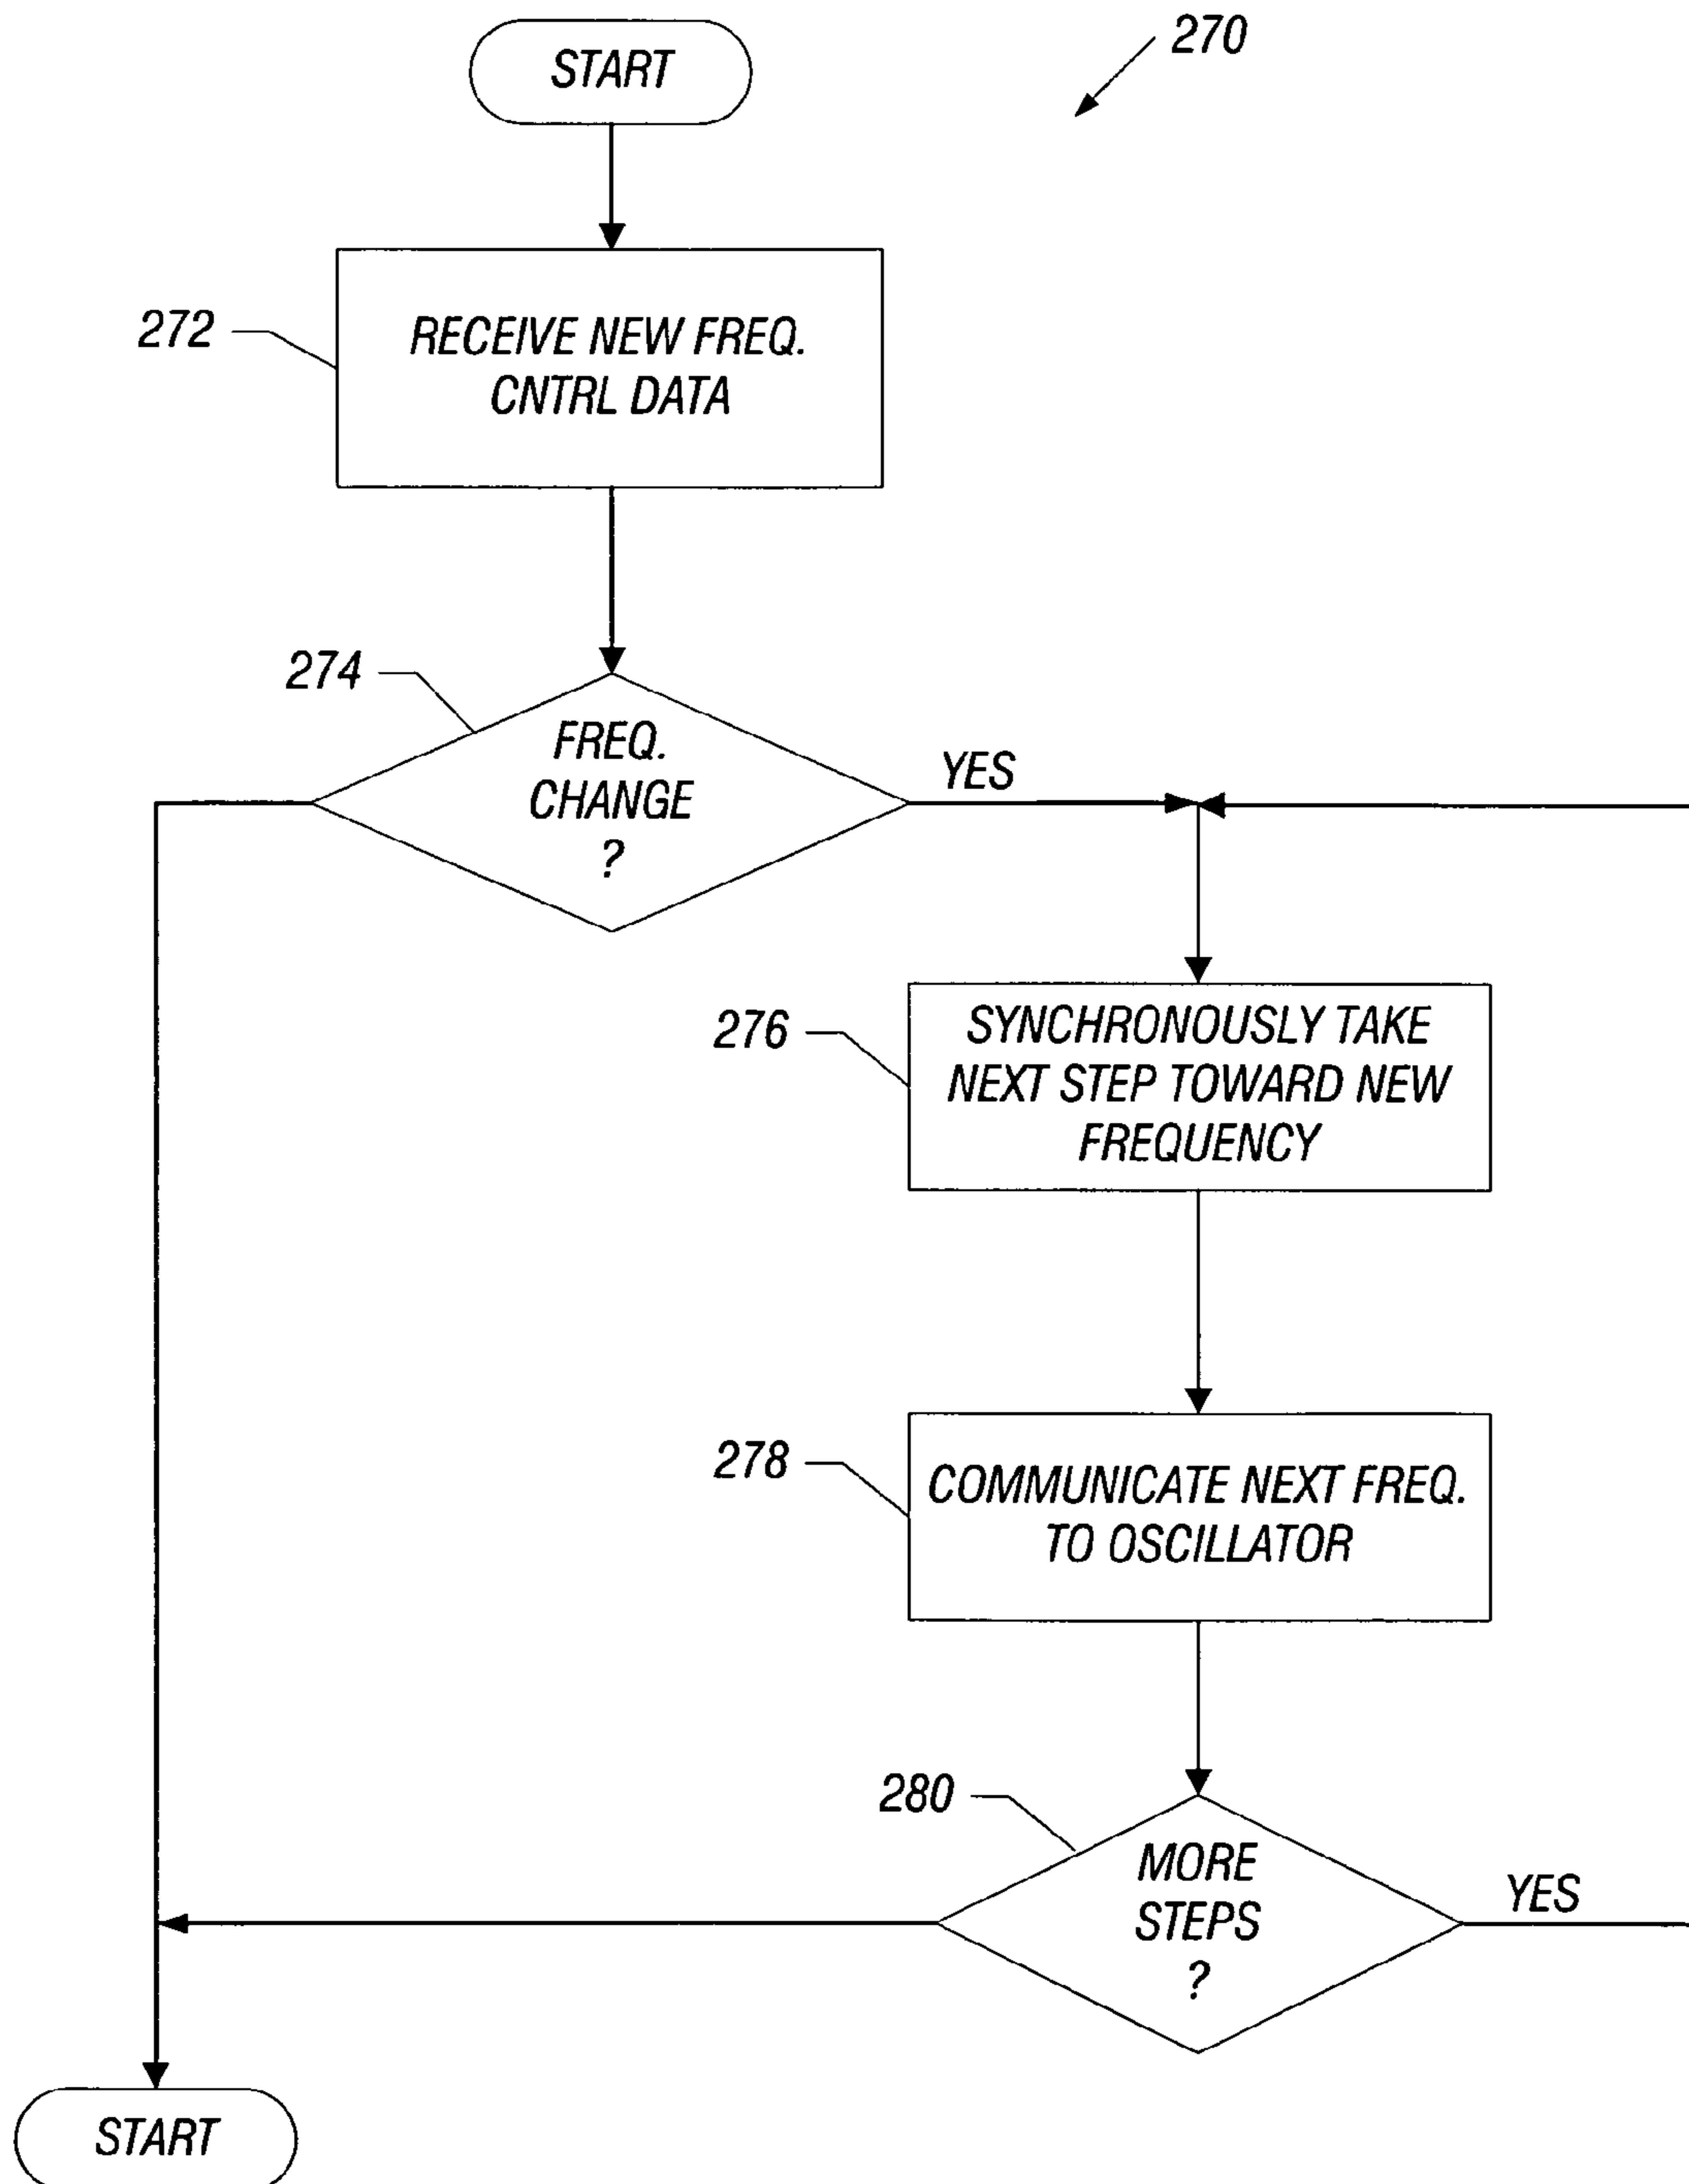 START
270
272
RECEIVE NEW FREQ.
CNTRL DATA
274
FREQ.
CHANGE
?
YES
276
SYNCHRONOUSLY TAKE
NEXT STEP TOWARD NEW
FREQUENCY
278
COMMUNICATE NEXT FREQ.
TO OSCILLATOR
280
MORE
STEPS
?
YES
START